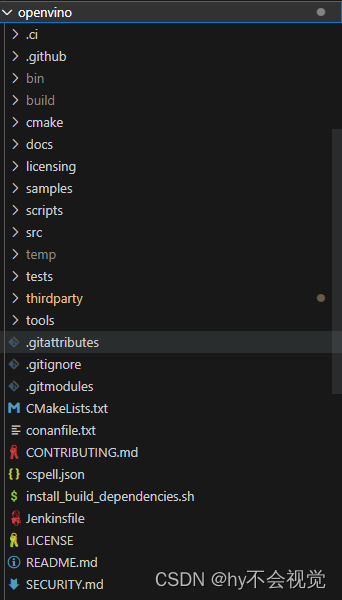 openvino
.ci
.github
bin
build
cmake
docs
licensing
samples
scripts
src
temp
tests
thirdparty
tools
.gitattributes
.gitignore
.gitmodules
CMakeLists.txt
conanfile.txt
CONTRIBUTING.md
cspell.json
install_build_dependencies.sh
Jenkinsfile
LICENSE
README.md
SECURITY.md
CSDN @hy不会视觉